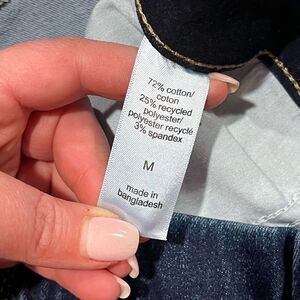 72% cotton/
coton
25% recycled
polyester/
polyester recyclé
3% spandex
M
made in
bangladesh